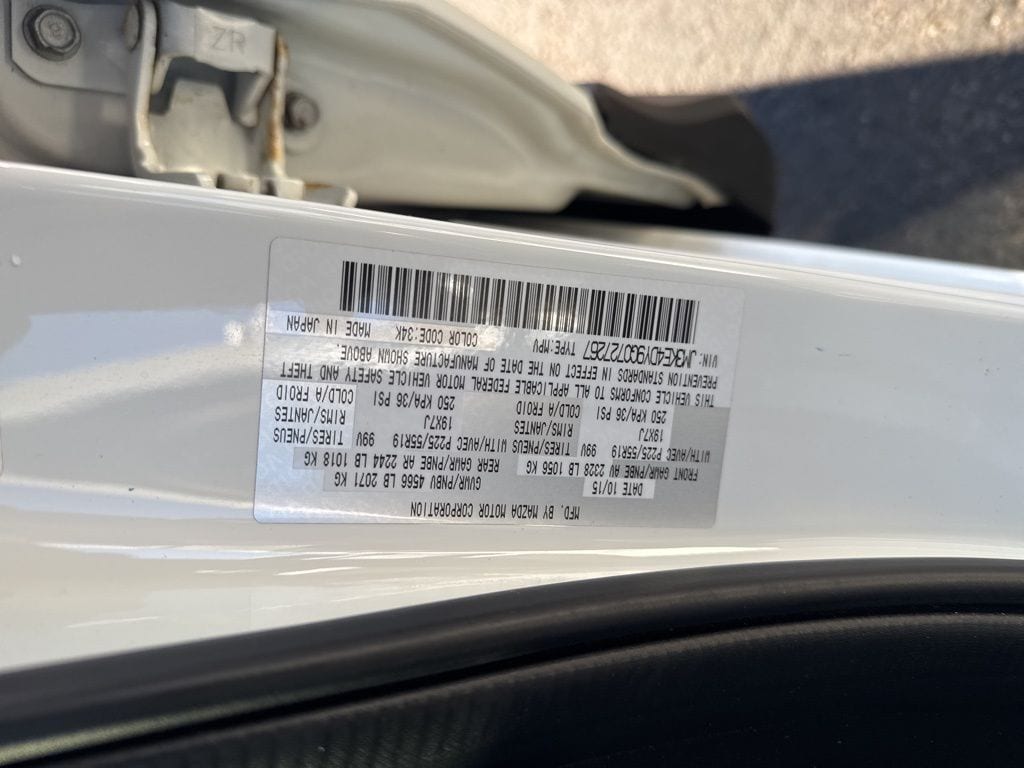 ZR
MFD. BY MAZDA MOTOR CORPORATION
DATE 10/15 GVWR/PNBV 4566 LB 2071 KG
FRONT GAWR/PNBE AV 2328 LB 1056 KG REAR GAWR/PNBE AR 2244 LB 1018 KG
WITH/AVEC P225/55R19 99V TIRES/PNEUS WITH/AVEC P225/55R19 99V TIRES/PNEUS
19X7J RIMS/JANTES 19X7J RIMS/JANTES
250 KPA/36 PSI COLD/A FROID 250 KPA/36 PSI COLD/A FROID
THIS VEHICLE CONFORMS TO ALL APPLICABLE FEDERAL MOTOR VEHICLE SAFETY AND THEFT
PREVENTION STANDARDS IN EFFECT ON THE DATE OF MANUFACTURE SHOWN ABOVE.
VIN: JM3KE4DY9G0727267 TYPE:MPV COLOR CODE:34K MADE IN JAPAN